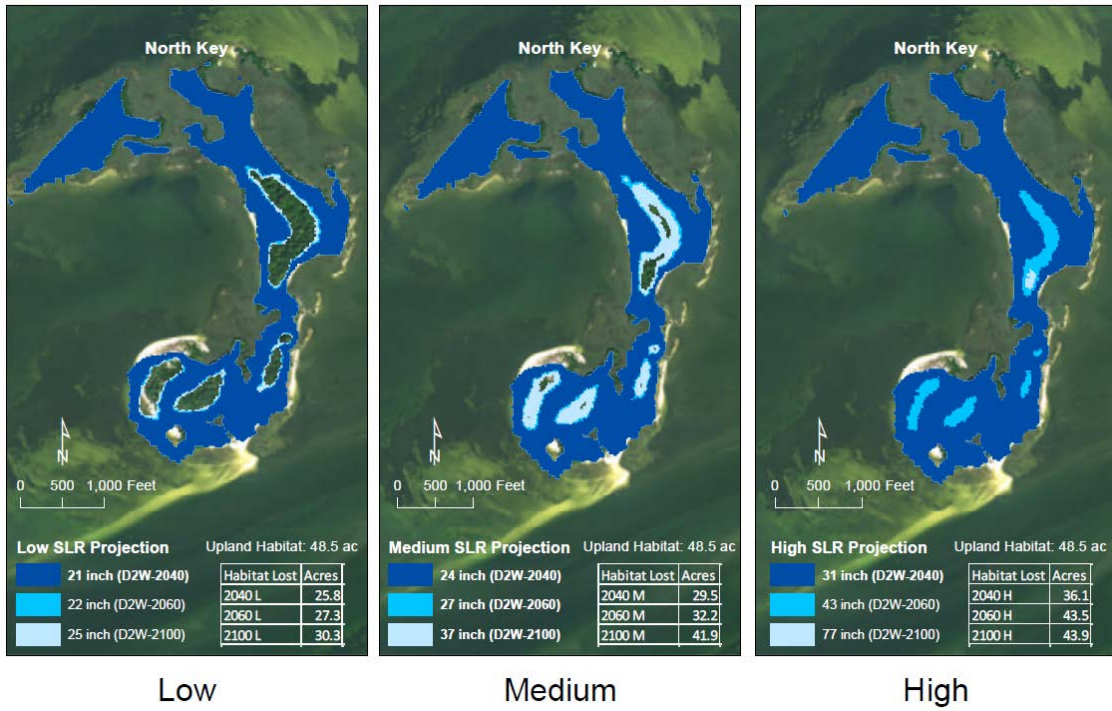 North Key
N
0 500 1,000 Feet
Low SLR Projection Upland Habitat: 48.5 ac
21 inch (D2W-2040)
22 inch (D2W-2060)
25 inch (D2W-2100)
Habitat Lost Acres
2040 L 25.8
2060 L 27.3
2100 L 30.3
Low
North Key
N
0 500 1,000 Feet
Medium SLR Projection Upland Habitat: 48.5 ac
24 inch (D2W-2040)
27 inch (D2W-2060)
37 inch (D2W-2100)
Habitat Lost Acres
2040 M 29.5
2060 M 32.2
2100 M 41.9
Medium
North Key
N
0 500 1,000 Feet
High SLR Projection Upland Habitat: 48.5 ac
31 inch (D2W-2040)
43 inch (D2W-2060)
77 inch (D2W-2100)
Habitat Lost Acres
2040 H 36.1
2060 H 43.5
2100 H 43.9
High